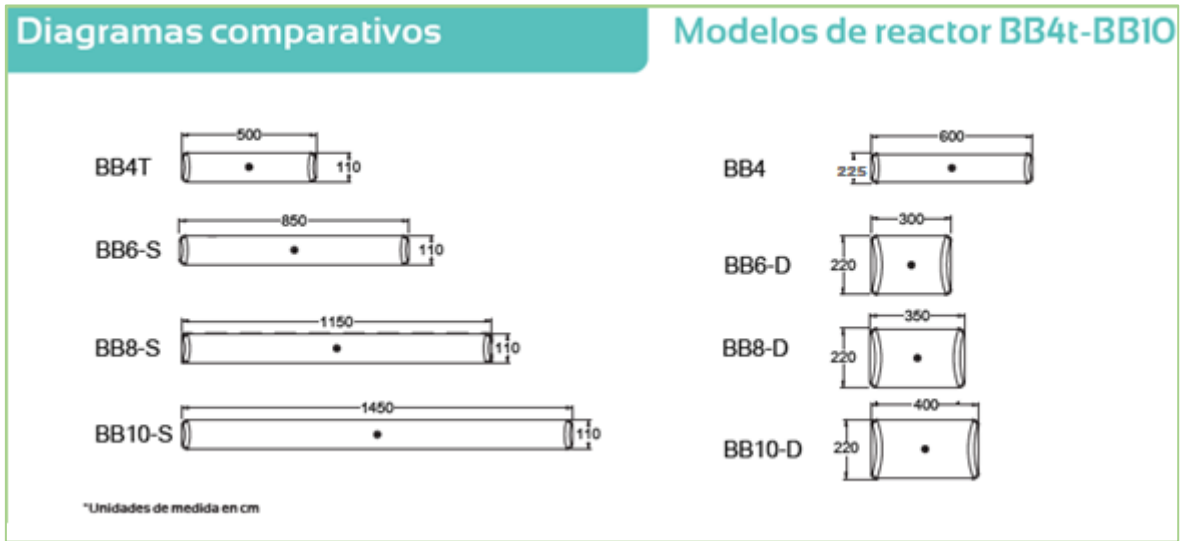 Diagramas comparativos
Modelos de reactor BB4t-BB10
500
BB4T
110
850
BB6-S
110
1150
BB8-S
110
1450
BB10-S
110
600
BB4
225
300
BB6-D
220
350
BB8-D
220
400
BB10-D
220
*Unidades de medida en cm